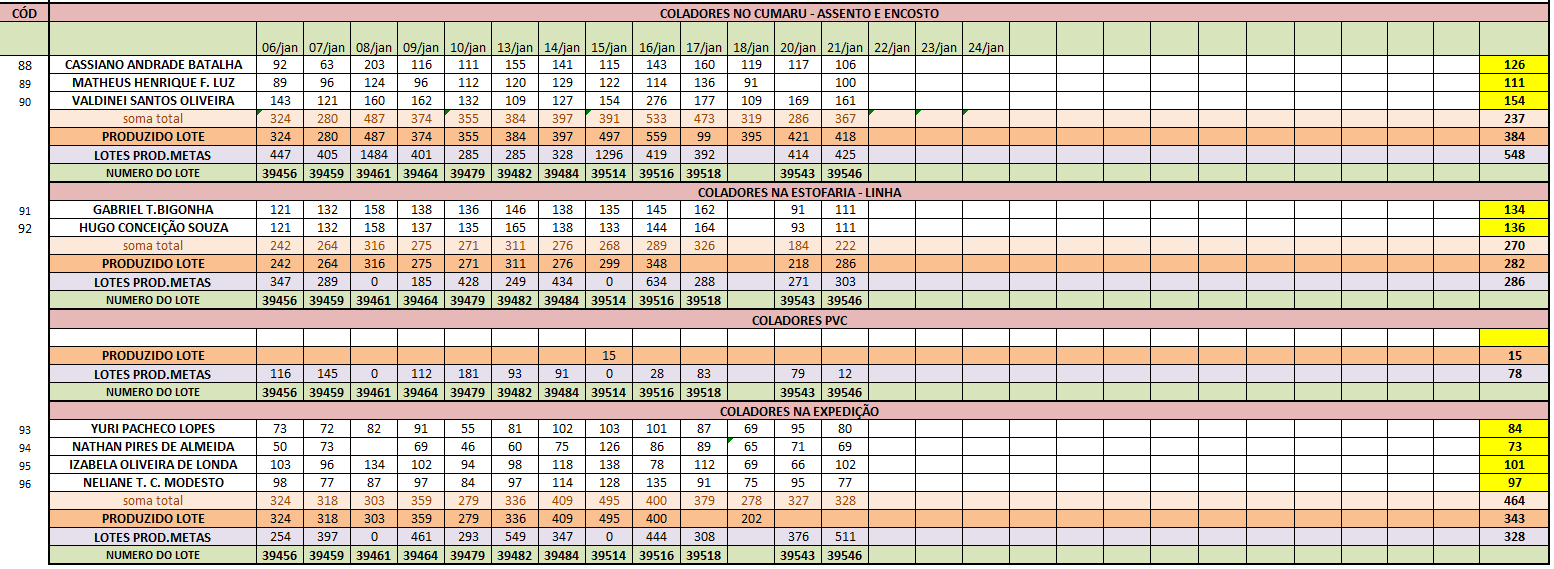 CÓD COLADORES NO CUMARU - ASSENTO E ENCOSTO
06/jan 07/jan 08/jan 09/jan 10/jan 13/jan 14/jan 15/jan 16/jan 17/jan 18/jan 20/jan 21/jan 22/jan 23/jan 24/jan
88 CASSIANO ANDRADE BATALHA 92 63 203 116 111 155 141 115 143 160 119 117 106 126
89 MATHEUS HENRIQUE F. LUZ 89 96 124 96 112 120 129 122 114 136 91 100 111
90 VALDINEI SANTOS OLIVEIRA 143 121 160 162 132 109 127 154 276 177 109 169 161 154
soma total 324 280 487 374 355 384 397 391 533 473 319 286 367 237
PRODUZIDO LOTE 324 280 487 374 355 384 397 497 559 99 395 421 418 384
LOTES PROD.METAS 447 405 1484 401 285 285 328 1296 419 392 414 425 548
NUMERO DO LOTE 39456 39459 39461 39464 39479 39482 39484 39514 39516 39518 39543 39546
COLADORES NA ESTOFARIA - LINHA
91 GABRIEL T.BIGONHA 121 132 158 138 136 146 138 135 145 162 91 111 134
92 HUGO CONCEIÇÃO SOUZA 121 132 158 137 135 165 138 133 144 164 93 111 136
soma total 242 264 316 275 271 311 276 268 289 326 184 222 270
PRODUZIDO LOTE 242 264 316 275 271 311 276 299 348 218 286 282
LOTES PROD.METAS 347 289 0 185 428 249 434 0 634 288 271 303 286
NUMERO DO LOTE 39456 39459 39461 39464 39479 39482 39484 39514 39516 39518 39543 39546
COLADORES PVC
PRODUZIDO LOTE 15 15
LOTES PROD.METAS 116 145 0 112 181 93 91 0 28 83 79 12 78
NUMERO DO LOTE 39456 39459 39461 39464 39479 39482 39484 39514 39516 39518 39543 39546
COLADORES NA EXPEDIÇÃO
93 YURI PACHECO LOPES 73 72 82 91 55 81 102 103 101 87 69 95 80 84
94 NATHAN PIRES DE ALMEIDA 50 73 69 46 60 75 126 86 89 65 71 69 73
95 IZABELA OLIVEIRA DE LONDA 103 96 134 102 94 98 118 138 78 112 69 66 102 101
96 NELIANE T. C. MODESTO 98 77 87 97 84 97 114 128 135 91 75 95 77 97
soma total 324 318 303 359 279 336 409 495 400 379 278 327 328 464
PRODUZIDO LOTE 324 318 303 359 279 336 409 495 400 202 343
LOTES PROD.METAS 254 397 0 461 293 549 347 0 444 308 376 511 328
NUMERO DO LOTE 39456 39459 39461 39464 39479 39482 39484 39514 39516 39518 39543 39546